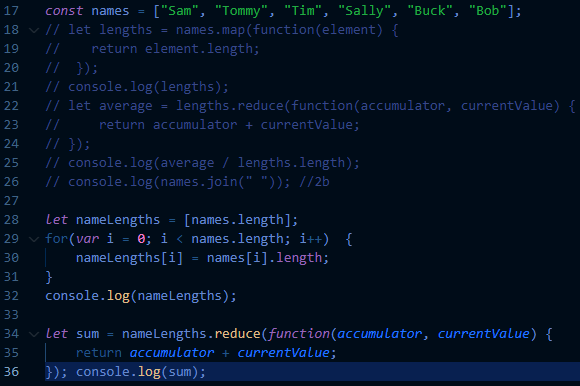 17 const names = ["Sam", "Tommy", "Tim", "Sally", "Buck", "Bob"];
18 // let lengths = names.map(function(element) {
19 //    return element.length;
20 //  });
21 // console.log(lengths);
22 // let average = lengths.reduce(function(accumulator, currentValue) {
23 //     return accumulator + currentValue;
24 // });
25 // console.log(average / lengths.length);
26 // console.log(names.join(" ")); //2b
27
28 let nameLengths = [names.length];
29 for(var i = 0; i < names.length; i++)  {
30     nameLengths[i] = names[i].length;
31 }
32 console.log(nameLengths);
33
34 let sum = nameLengths.reduce(function(accumulator, currentValue) {
35     return accumulator + currentValue;
36 }); console.log(sum);